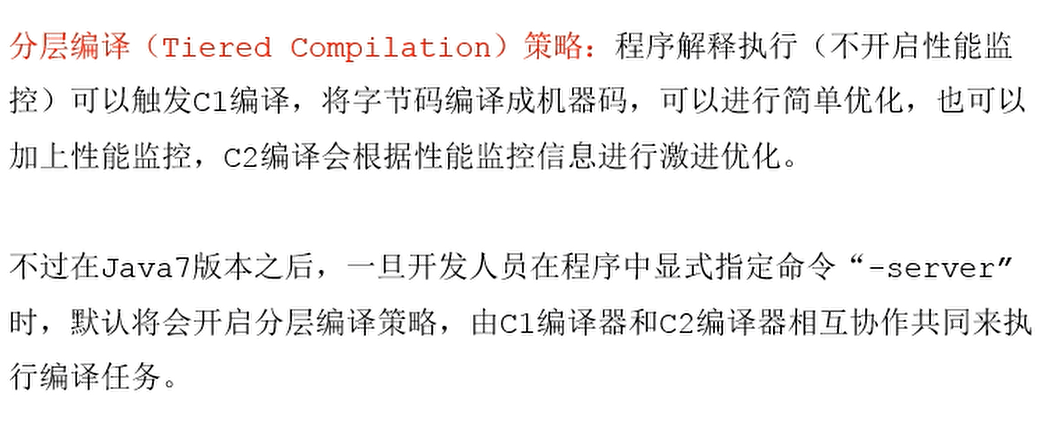 分层编译（Tiered Compilation）策略：程序解释执行（不开启性能监
控）可以触发C1编译，将字节码编译成机器码，可以进行简单优化，也可以
加上性能监控，C2编译会根据性能监控信息进行激进优化。
不过在Java7版本之后，一旦开发人员在程序中显式指定命令“-server”
时，默认将会开启分层编译策略，由C1编译器和C2编译器相互协作共同来执
行编译任务。